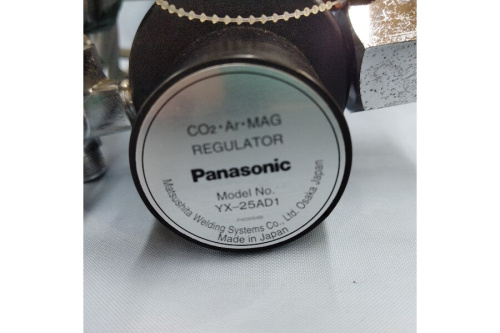 CO₂・Ar・MAG
REGULATOR
Panasonic
Model No.
YX-25AD1
Matsushita Welding Systems Co., Ltd. Osaka Japan
Made in Japan